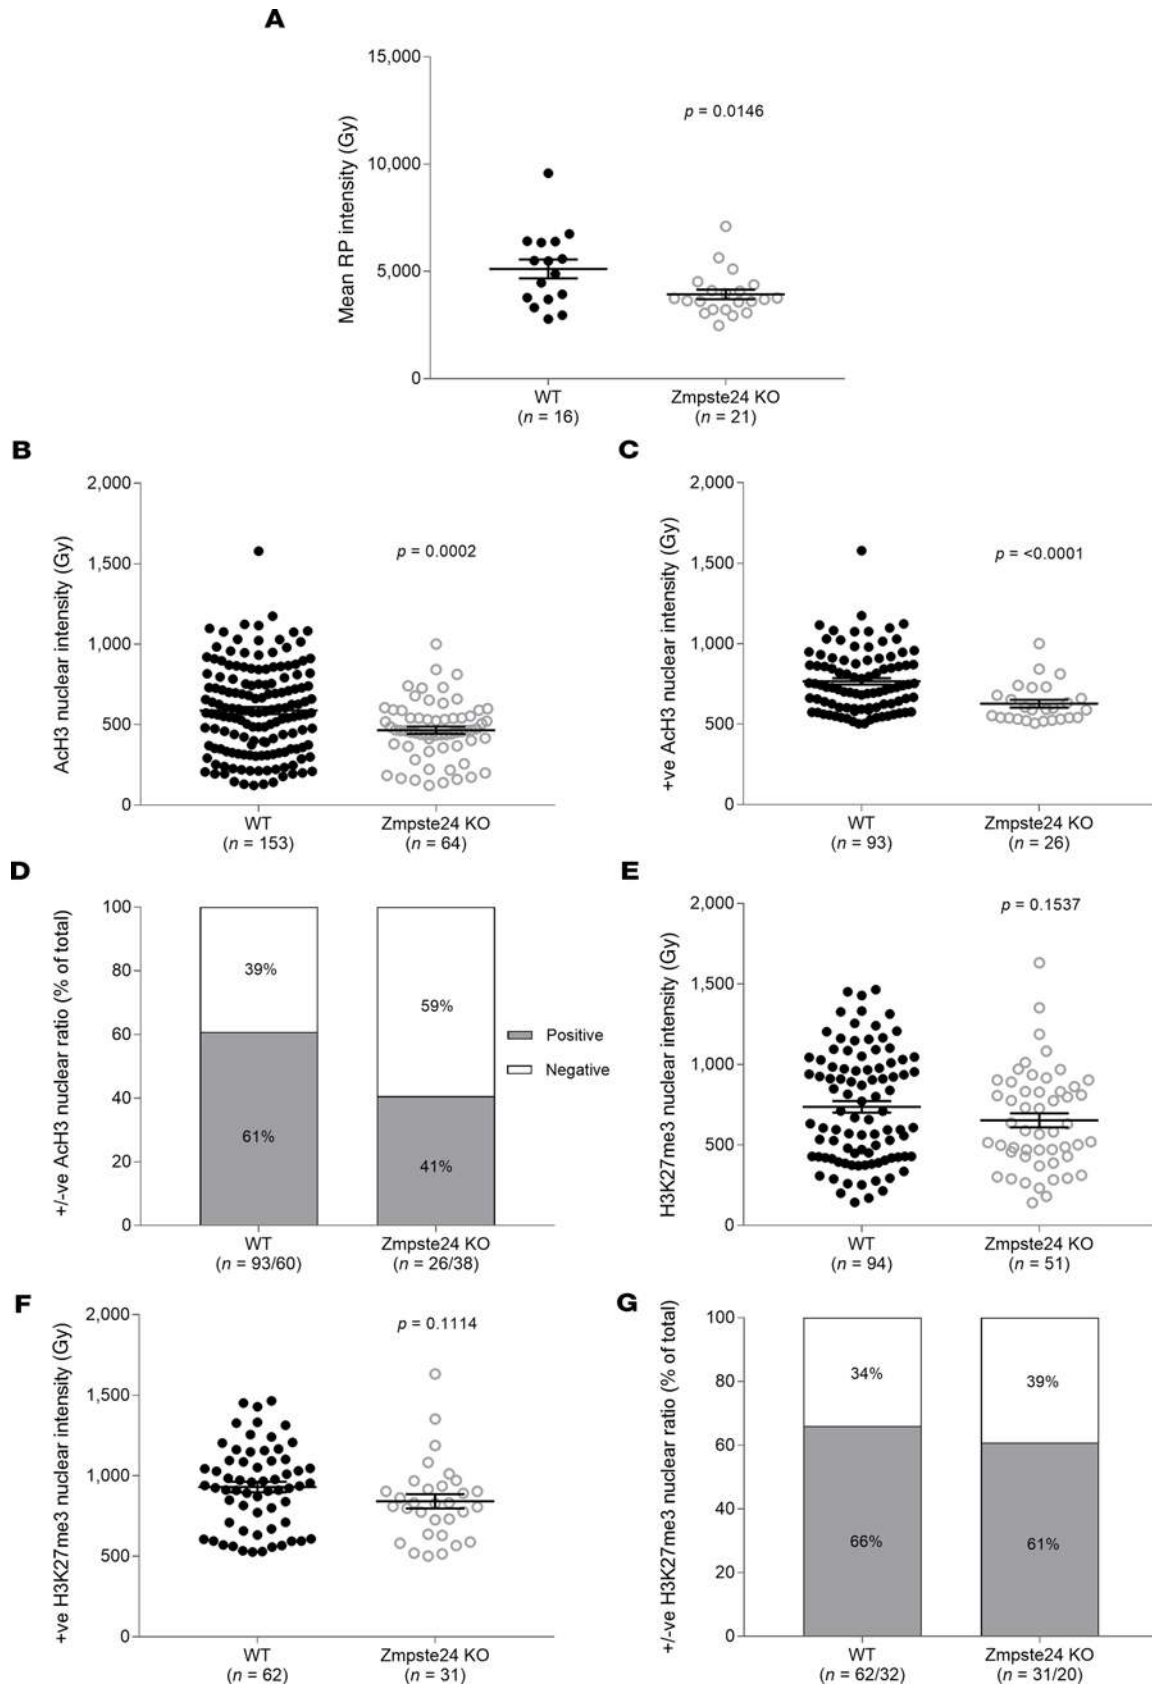 A
Mean RP intensity (Gy)
15,000
10,000
5,000
0
p = 0.0146
WT
(n = 16)
Zmpste24 KO
(n = 21)
B
AcH3 nuclear intensity (Gy)
2,000
1,500
1,000
500
0
p = 0.0002
WT
(n = 153)
Zmpste24 KO
(n = 64)
C
+ve AcH3 nuclear intensity (Gy)
2,000
1,500
1,000
500
0
p = <0.0001
WT
(n = 93)
Zmpste24 KO
(n = 26)
D
+/-ve AcH3 nuclear ratio (% of total)
100
80
60
40
20
0
39%
61%
59%
41%
WT
(n = 93/60)
Zmpste24 KO
(n = 26/38)
Positive
Negative
E
H3K27me3 nuclear intensity (Gy)
2,000
1,500
1,000
500
0
p = 0.1537
WT
(n = 94)
Zmpste24 KO
(n = 51)
F
+ve H3K27me3 nuclear intensity (Gy)
2,000
1,500
1,000
500
0
p = 0.1114
WT
(n = 62)
Zmpste24 KO
(n = 31)
G
+/-ve H3K27me3 nuclear ratio (% of total)
100
80
60
40
20
0
34%
66%
39%
61%
WT
(n = 62/32)
Zmpste24 KO
(n = 31/20)